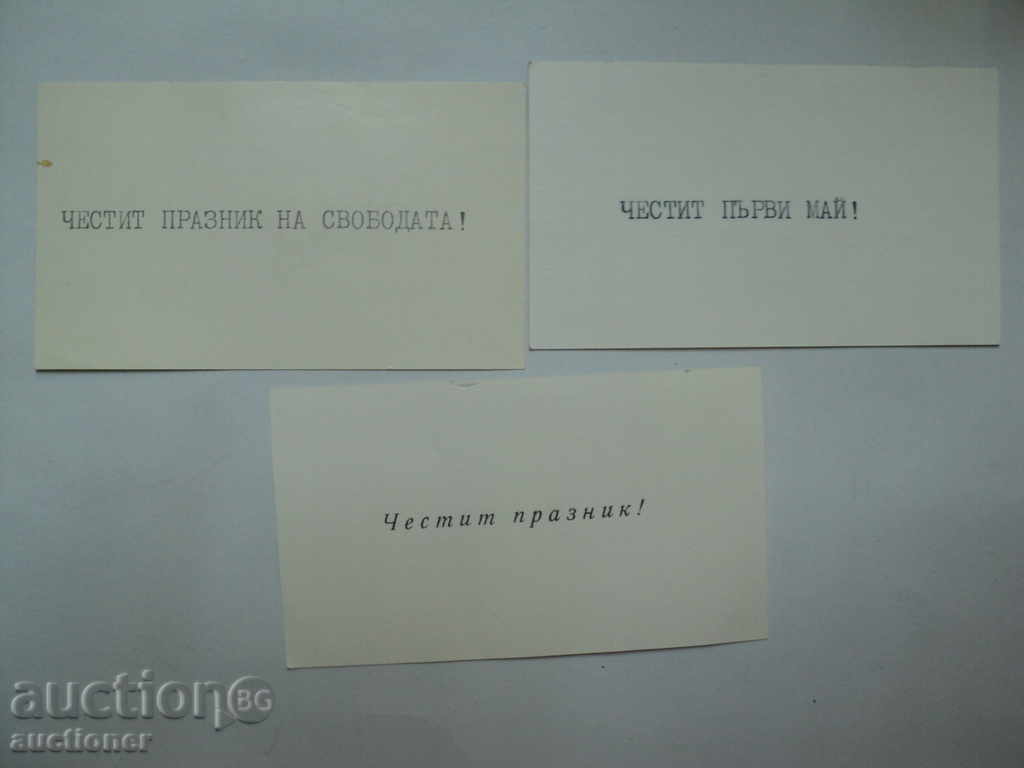 ЧЕСТИТ ПРАЗНИК НА СВОБОДАТА!
ЧЕСТИТ ПЪРВИ МАЙ!
Честит празник!
auction BG
auctioner